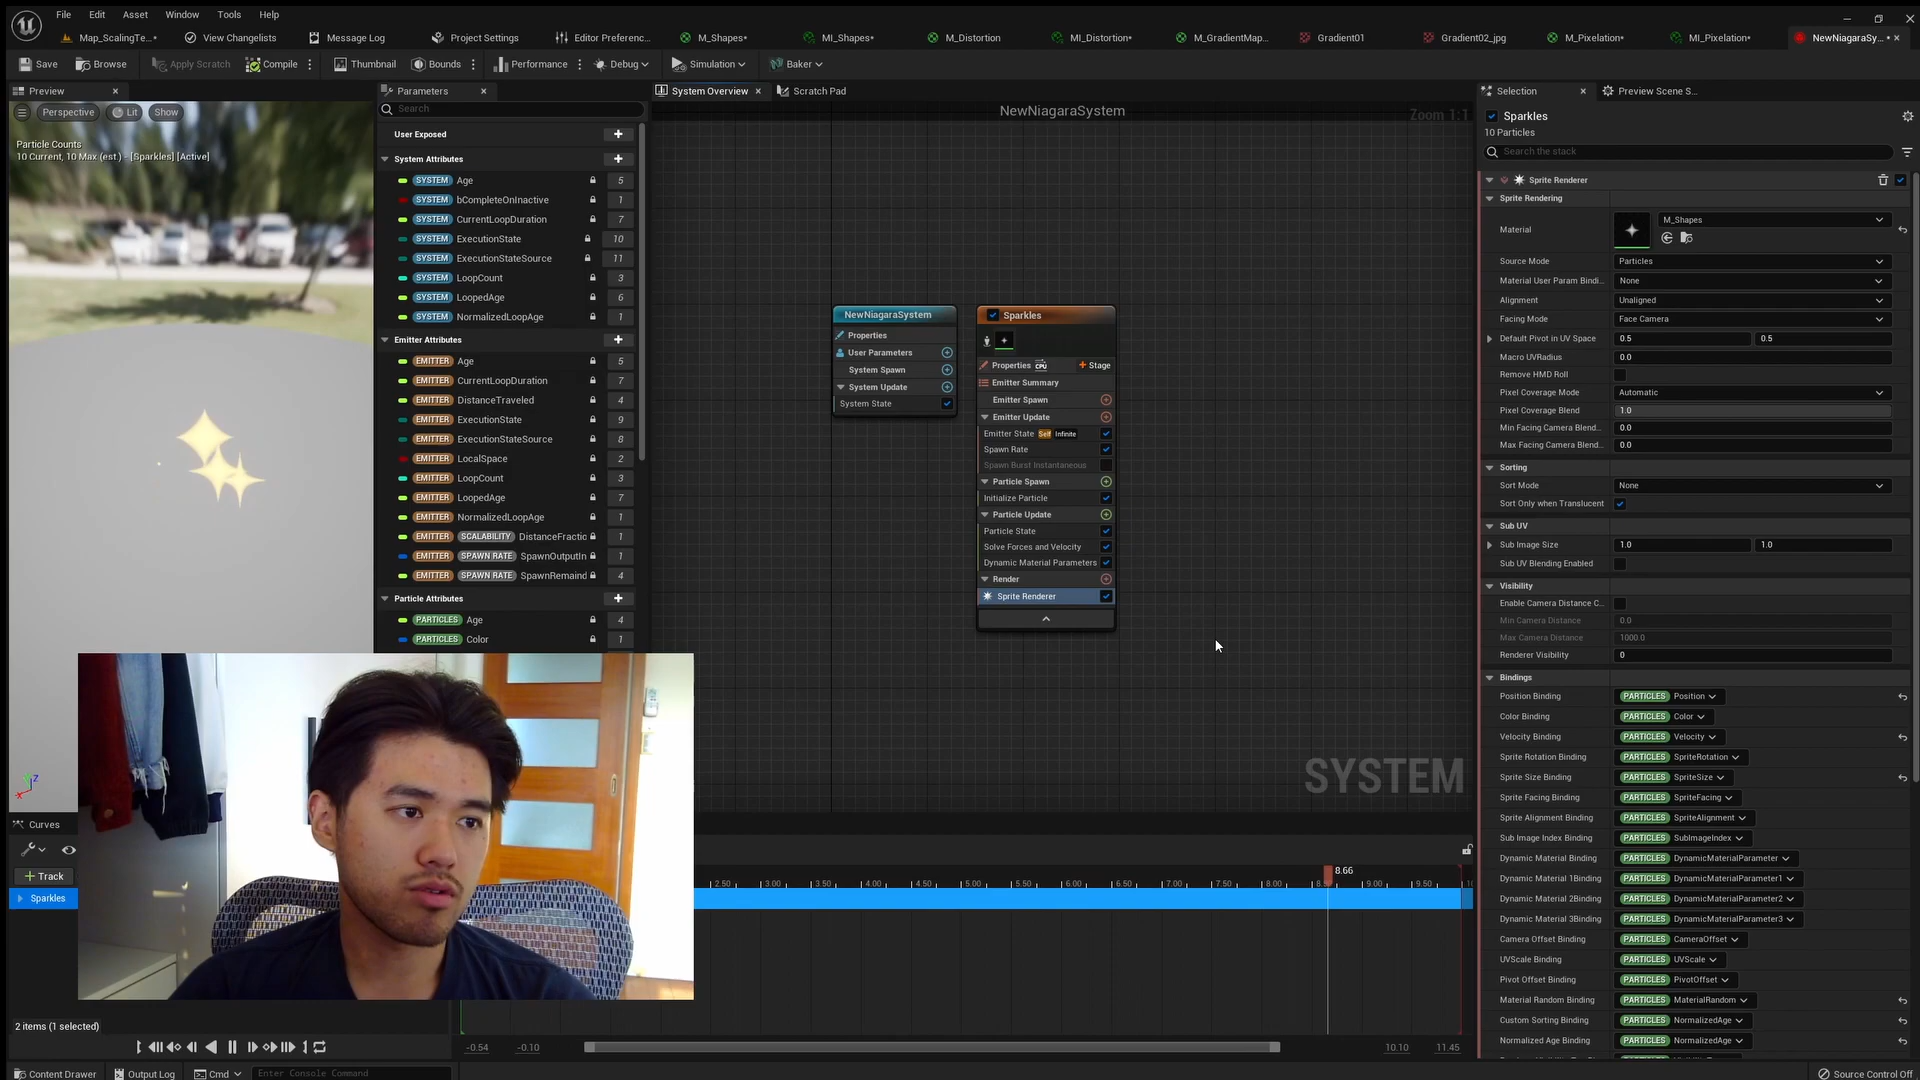 File Edit Asset Window Tools Help
Map_ScalingTe...* View Changelists Message Log Project Settings Editor Preferenc... M_Shapes* MI_Shapes* M_Distortion MI_Distortion* M_GradientMap... Gradient01 Gradient02_jpg M_Pixelation* MI_Pixelation* NewNiagaraSy...*
Save Browse Apply Scratch Compile Thumbnail Bounds Performance Debug Simulation Baker
Preview
Perspective Lit Show
Particle Counts
10 Current, 10 Max (est.) - [Sparkles] [Active]
Z
X
Parameters
Search
User Exposed
System Attributes
SYSTEM Age 5
SYSTEM bCompleteOnInactive 1
SYSTEM CurrentLoopDuration 7
SYSTEM ExecutionState 10
SYSTEM ExecutionStateSource 11
SYSTEM LoopCount 3
SYSTEM LoopedAge 6
SYSTEM NormalizedLoopAge 1
Emitter Attributes
EMITTER Age 5
EMITTER CurrentLoopDuration 7
EMITTER DistanceTraveled 4
EMITTER ExecutionState 9
EMITTER ExecutionStateSource 8
EMITTER LocalSpace 2
EMITTER LoopCount 3
EMITTER LoopedAge 7
EMITTER NormalizedLoopAge 1
EMITTER SCALABILITY DistanceFractio 1
EMITTER SPAWN RATE SpawnOutputIn 1
EMITTER SPAWN RATE SpawnRemaind 4
Particle Attributes
PARTICLES Age 4
PARTICLES Color 1
System Overview Scratch Pad
NewNiagaraSystem
Zoom 1:1
NewNiagaraSystem
Properties
User Parameters
System Spawn
System Update
System State
Sparkles
Properties CPU + Stage
Emitter Summary
Emitter Spawn
Emitter Update
Emitter State Self Infinite
Spawn Rate
Spawn Burst Instantaneous
Particle Spawn
Initialize Particle
Particle Update
Particle State
Solve Forces and Velocity
Dynamic Material Parameters
Render
Sprite Renderer
SYSTEM
Selection Preview Scene S...
Sparkles
10 Particles
Search the stack
Sprite Renderer
Sprite Rendering
Material M_Shapes
Source Mode Particles
Material User Param Bindi... None
Alignment Unaligned
Facing Mode Face Camera
Default Pivot in UV Space 0.5 0.5
Macro UVRadius 0.0
Remove HMD Roll
Pixel Coverage Mode Automatic
Pixel Coverage Blend 1.0
Min Facing Camera Blend... 0.0
Max Facing Camera Blend... 0.0
Sorting
Sort Mode None
Sort Only when Translucent
Sub UV
Sub Image Size 1.0 1.0
Sub UV Blending Enabled
Visibility
Enable Camera Distance C...
Min Camera Distance 0.0
Max Camera Distance 1000.0
Renderer Visibility 0
Bindings
Position Binding PARTICLES Position
Color Binding PARTICLES Color
Velocity Binding PARTICLES Velocity
Sprite Rotation Binding PARTICLES SpriteRotation
Sprite Size Binding PARTICLES SpriteSize
Sprite Facing Binding PARTICLES SpriteFacing
Sprite Alignment Binding PARTICLES SpriteAlignment
Sub Image Index Binding PARTICLES SubImageIndex
Dynamic Material Binding PARTICLES DynamicMaterialParameter
Dynamic Material 1Binding PARTICLES DynamicMaterialParameter1
Dynamic Material 2Binding PARTICLES DynamicMaterialParameter2
Dynamic Material 3Binding PARTICLES DynamicMaterialParameter3
Camera Offset Binding PARTICLES CameraOffset
UVScale Binding PARTICLES UVScale
Pivot Offset Binding PARTICLES PivotOffset
Material Random Binding PARTICLES MaterialRandom
Custom Sorting Binding PARTICLES NormalizedAge
Normalized Age Binding PARTICLES NormalizedAge
Curves
+ Track
Sparkles
8.66
2.50 3.00 3.50 4.00 4.50 5.00 5.50 6.00 6.50 7.00 7.50 8.00 8.5 9.00 9.50 10
2 items (1 selected)
-0.54 -0.10 10.10 11.45
Content Drawer Output Log Cmd Enter Console Command Source Control Off